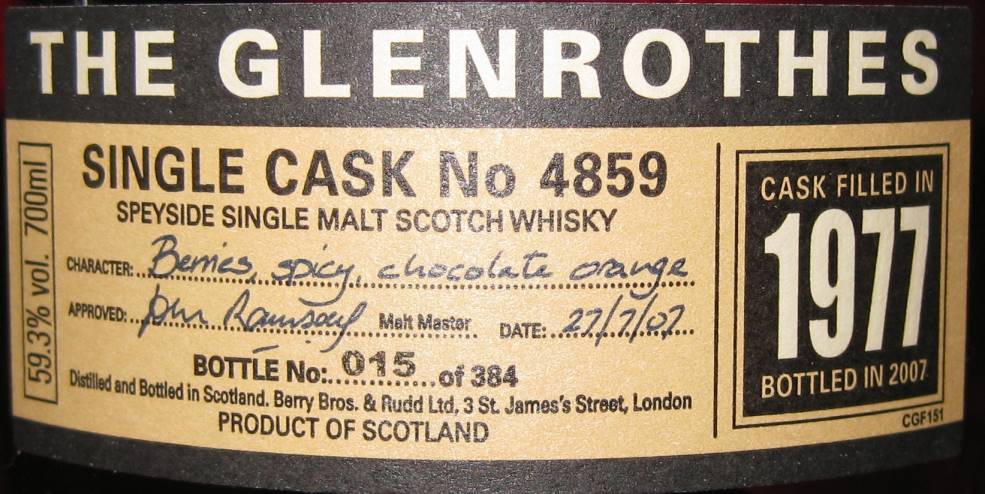 THE GLENROTHES
59.3% vol. 700ml
SINGLE CASK No 4859
SPEYSIDE SINGLE MALT SCOTCH WHISKY
CHARACTER: Berries, spicy, chocolate orange
APPROVED: John Ramsay Malt Master DATE: 27/7/07
BOTTLE No: 015 of 384
Distilled and Bottled in Scotland. Berry Bros. & Rudd Ltd, 3 St. James's Street, London
PRODUCT OF SCOTLAND
CASK FILLED IN
1977
BOTTLED IN 2007
CGF151